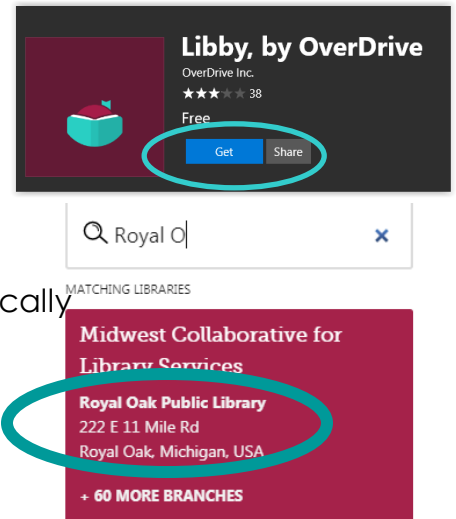 Libby, by OverDrive
OverDrive Inc.
★★★★★ 38
Free
Get Share
Royal O
MATCHING LIBRARIES
cally
Midwest Collaborative for
Library Services
Royal Oak Public Library
222 E 11 Mile Rd
Royal Oak, Michigan, USA
+ 60 MORE BRANCHES